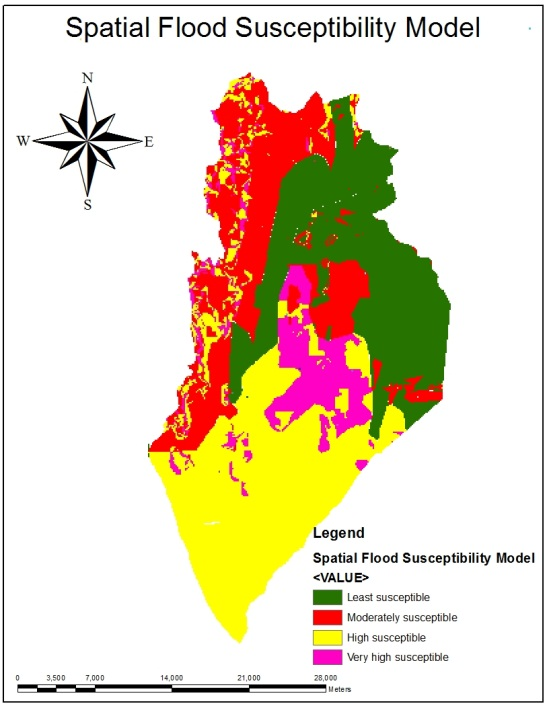 Spatial Flood Susceptibility Model
N
W
E
S
Legend
Spatial Flood Susceptibility Model
<VALUE>
Least susceptible
Moderately susceptible
High susceptible
Very high susceptible
0 3,500 7,000 14,000 21,000 28,000
Meters